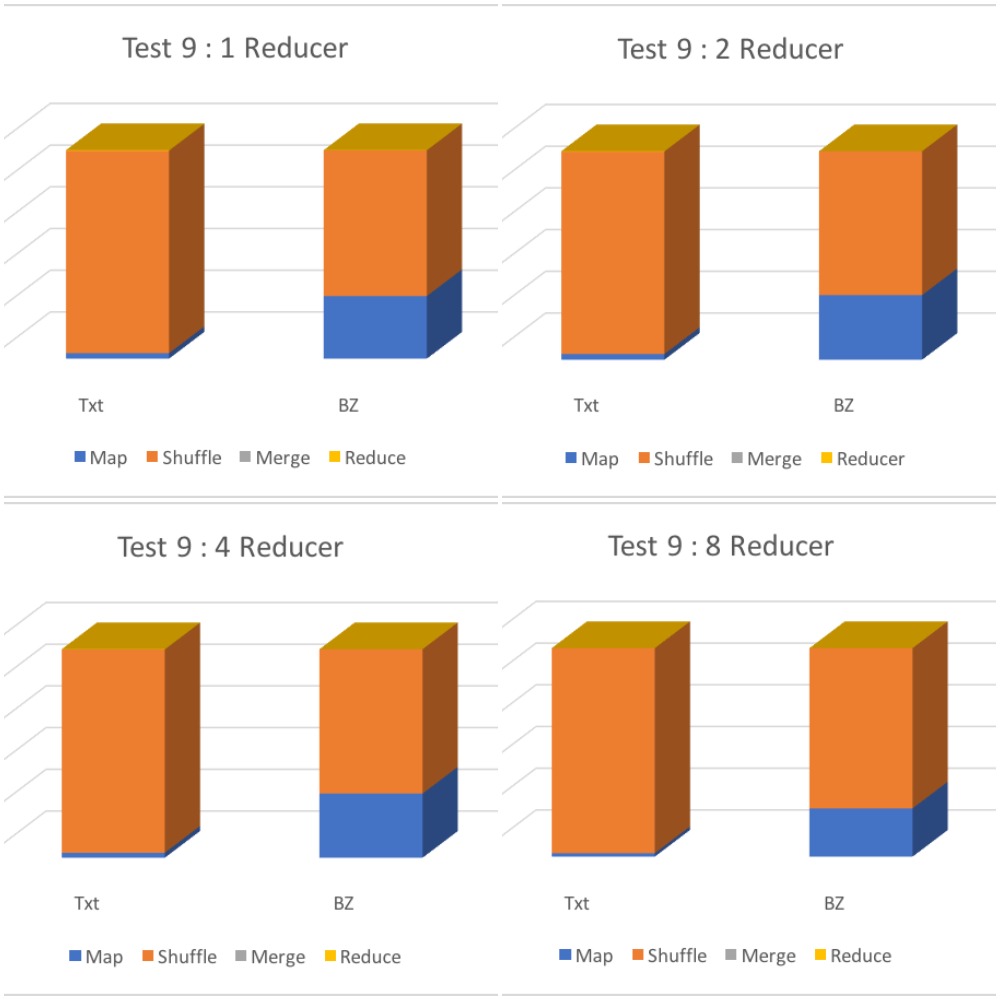 Test 9 : 1 Reducer
Txt BZ
Map Shuffle Merge Reduce
Test 9 : 2 Reducer
Txt BZ
Map Shuffle Merge Reducer
Test 9 : 4 Reducer
Txt BZ
Map Shuffle Merge Reduce
Test 9 : 8 Reducer
Txt BZ
Map Shuffle Merge Reduce